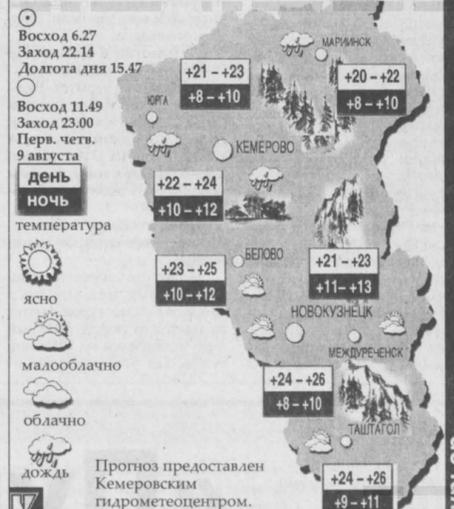 Восход 6.27
Заход 22.14
Долгота дня 15.47
Восход 11.49
Заход 23.00
Перв. четв.
9 августа
день
ночь
температура
ясно
малооблачно
облачно
дождь
МАРИИНСК
+21 – +23
+8 – +10
+20 – +22
+8 – +10
ЮРГА
КЕМЕРОВО
+22 – +24
+10 – +12
БЕЛОВО
+23 – +25
+10 – +12
+21 – +23
+11– +13
НОВОКУЗНЕЦК
МЕЖДУРЕЧЕНСК
+24 – +26
+8 – +10
ТАШТАГОЛ
+24 – +26
+9 – +11
Прогноз предоставлен
Кемеровским
гидрометеоцентром.